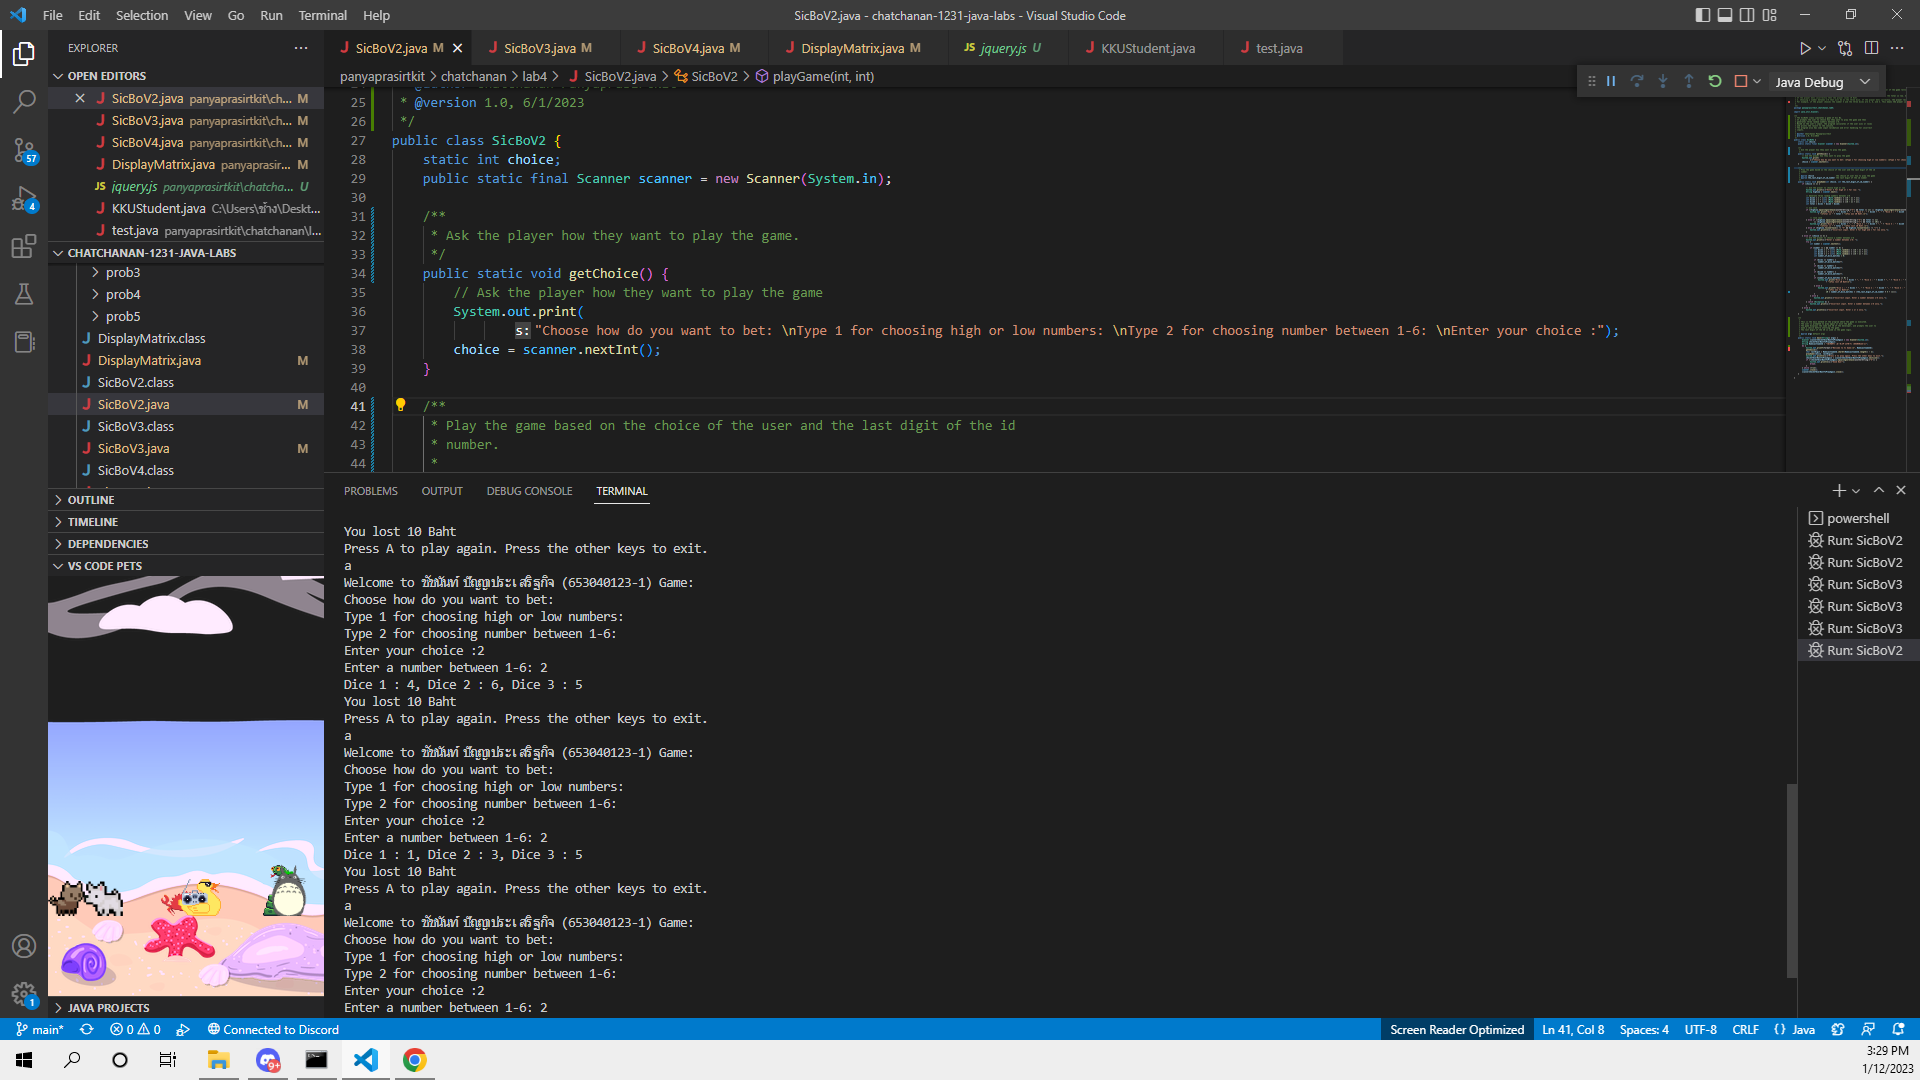 File Edit Selection View Go Run Terminal Help
SicBoV2.java - chatchanan-1231-java-labs - Visual Studio Code
EXPLORER
OPEN EDITORS
SicBoV2.java panyaprasirtkit\ch... M
SicBoV3.java panyaprasirtkit\ch... M
SicBoV4.java panyaprasirtkit\ch... M
DisplayMatrix.java panyaprasir... M
JS jquery.js panyaprasirtkit\chatcha... U
KKUStudent.java C:\Users\ช้าง\Deskt...
test.java panyaprasirtkit\chatchanan\l...
CHATCHANAN-1231-JAVA-LABS
prob3
prob4
prob5
DisplayMatrix.class
DisplayMatrix.java M
SicBoV2.class
SicBoV2.java M
SicBoV3.class
SicBoV3.java M
SicBoV4.class
OUTLINE
TIMELINE
DEPENDENCIES
VS CODE PETS
JAVA PROJECTS
57
4
1
SicBoV2.java M SicBoV3.java M SicBoV4.java M DisplayMatrix.java M JS jquery.js U KKUStudent.java test.java
panyaprasirtkit > chatchanan > lab4 > SicBoV2.java > SicBoV2 > playGame(int, int)
Java Debug
25 * @version 1.0, 6/1/2023
26 */
27 public class SicBoV2 {
28 static int choice;
29 public static final Scanner scanner = new Scanner(System.in);
30
31 /**
32 * Ask the player how they want to play the game.
33 */
34 public static void getChoice() {
35 // Ask the player how they want to play the game
36 System.out.print(
37 s: "Choose how do you want to bet: \nType 1 for choosing high or low numbers: \nType 2 for choosing number between 1-6: \nEnter your choice :");
38 choice = scanner.nextInt();
39 }
40
41 /**
42 * Play the game based on the choice of the user and the last digit of the id
43 * number.
44 *
PROBLEMS OUTPUT DEBUG CONSOLE TERMINAL
You lost 10 Baht
Press A to play again. Press the other keys to exit.
a
Welcome to ชัชนันท์ ปัญญาประเสริฐกิจ (653040123-1) Game:
Choose how do you want to bet:
Type 1 for choosing high or low numbers:
Type 2 for choosing number between 1-6:
Enter your choice :2
Enter a number between 1-6: 2
Dice 1 : 4, Dice 2 : 6, Dice 3 : 5
You lost 10 Baht
Press A to play again. Press the other keys to exit.
a
Welcome to ชัชนันท์ ปัญญาประเสริฐกิจ (653040123-1) Game:
Choose how do you want to bet:
Type 1 for choosing high or low numbers:
Type 2 for choosing number between 1-6:
Enter your choice :2
Enter a number between 1-6: 2
Dice 1 : 1, Dice 2 : 3, Dice 3 : 5
You lost 10 Baht
Press A to play again. Press the other keys to exit.
a
Welcome to ชัชนันท์ ปัญญาประเสริฐกิจ (653040123-1) Game:
Choose how do you want to bet:
Type 1 for choosing high or low numbers:
Type 2 for choosing number between 1-6:
Enter your choice :2
Enter a number between 1-6: 2
powershell
Run: SicBoV2
Run: SicBoV2
Run: SicBoV3
Run: SicBoV3
Run: SicBoV3
Run: SicBoV2
main* 0 0 Connected to Discord
Screen Reader Optimized Ln 41, Col 8 Spaces: 4 UTF-8 CRLF {} Java
9+
3:29 PM
1/12/2023